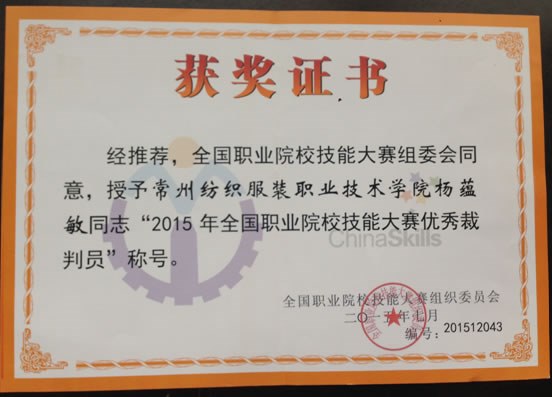 获奖证书
经推荐，全国职业院校技能大赛组委会同
意，授予常州纺织服装职业技术学院杨蕴
敏同志“2015年全国职业院校技能大赛优秀裁
判员”称号。
ChinaSkills
全国职业院校技能大赛组织委员会
二〇一五年七月
编号：201512043